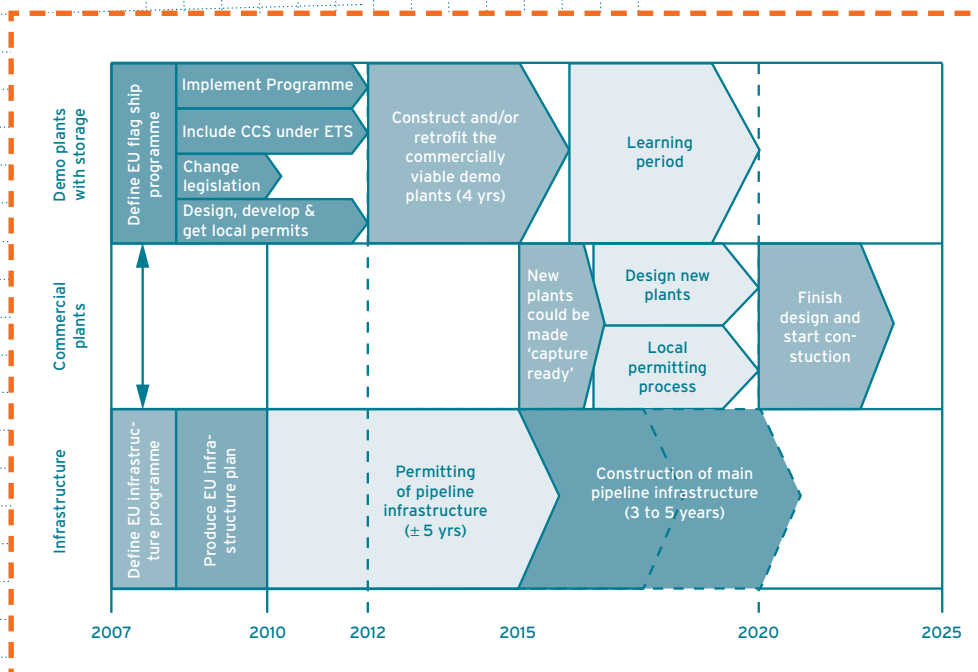 Demo plants
with storage
Define EU flag ship
programme
Implement Programme
Include CCS under ETS
Change
legislation
Design, develop &
get local permits
Construct and/or
retrofit the
commercially
viable demo
plants (4 yrs)
Learning
period
Commercial
plants
New
plants
could be
made
‘capture
ready’
Design new
plants
Local
permitting
process
Finish
design and
start con-
stuction
Infrastructure
Define EU infrastruc-
ture programme
Produce EU infra-
structure plan
Permitting
of pipeline
infrastructure
(± 5 yrs)
Construction of main
pipeline infrastructure
(3 to 5 years)
2007
2010
2012
2015
2020
2025